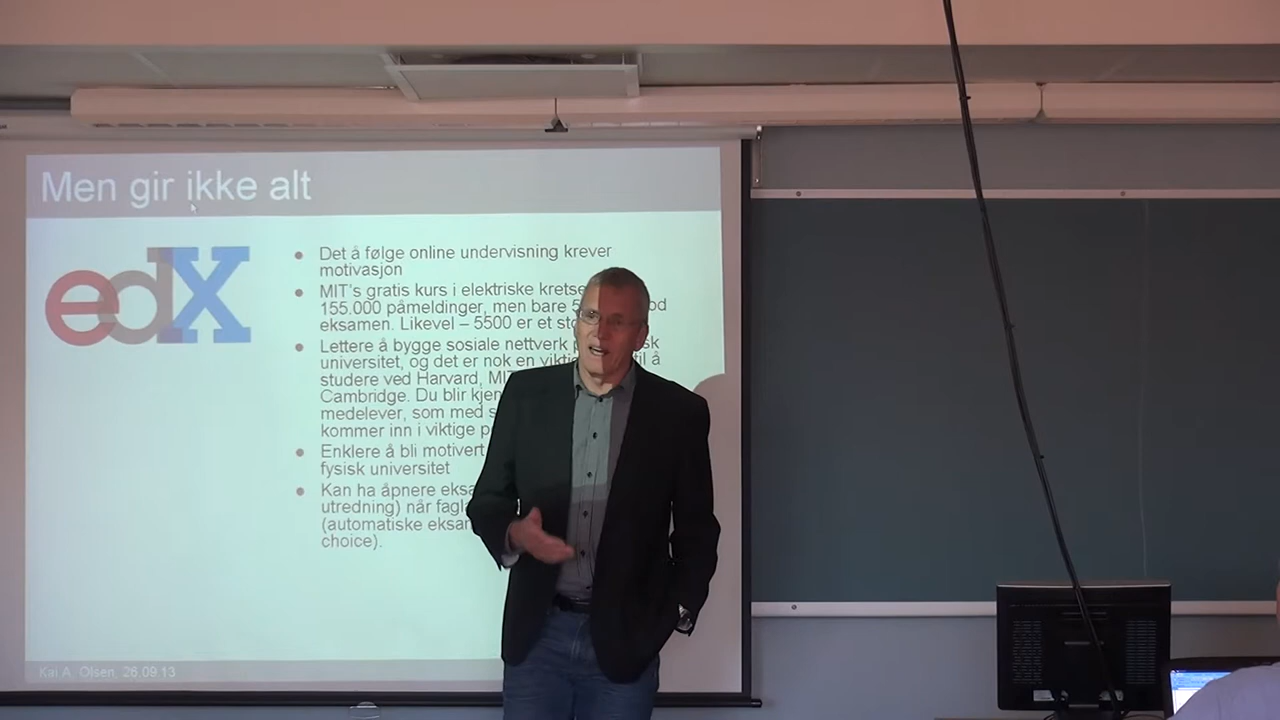 Men gir ikke alt
edX
Det å følge online undervisning krever
motivasjon
MIT's gratis kurs i elektriske
155.000 påmeldinger, men bare
eksamen. Likevel – 5500 er et
Lettere å bygge sosiale nettverk
universitet, og det er nok en til å
studere ved Harvard,
Cambridge. Du blir
medelever, som med
kommer inn i viktige
Enklere å bli motivert
fysisk universitet
Kan ha åpnere
utredning) når
(automatiske
choice).
Kai A. Olsen, 26.09.13